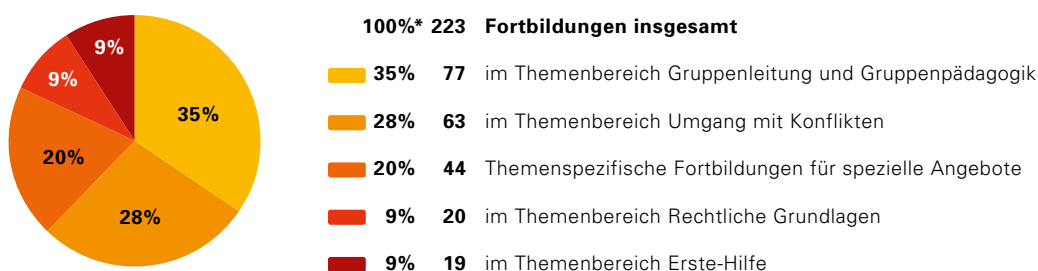 9%
9%
35%
20%
28%
100%* 223 Fortbildungen insgesamt
35% 77 im Themenbereich Gruppenleitung und Gruppenpädagogik
28% 63 im Themenbereich Umgang mit Konflikten
20% 44 Themenspezifische Fortbildungen für spezielle Angebote
9% 20 im Themenbereich Rechtliche Grundlagen
9% 19 im Themenbereich Erste-Hilfe